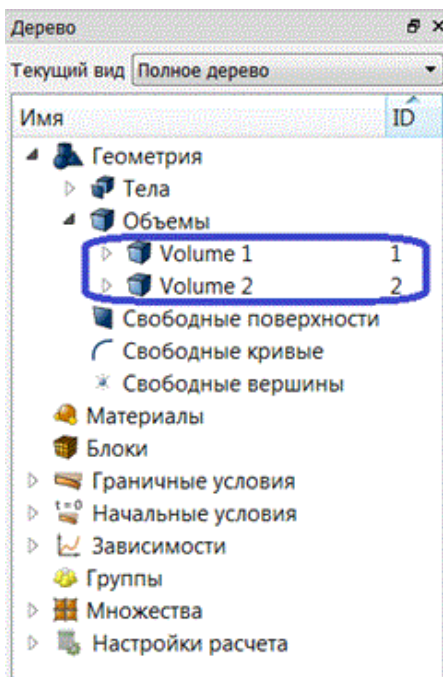 Дерево
Текущий вид Полное дерево
Имя ID
Геометрия
Тела
Объемы
Volume 1 1
Volume 2 2
Свободные поверхности
Свободные кривые
Свободные вершины
Материалы
Блоки
Граничные условия
t=0 Начальные условия
Зависимости
Группы
Множества
Настройки расчета